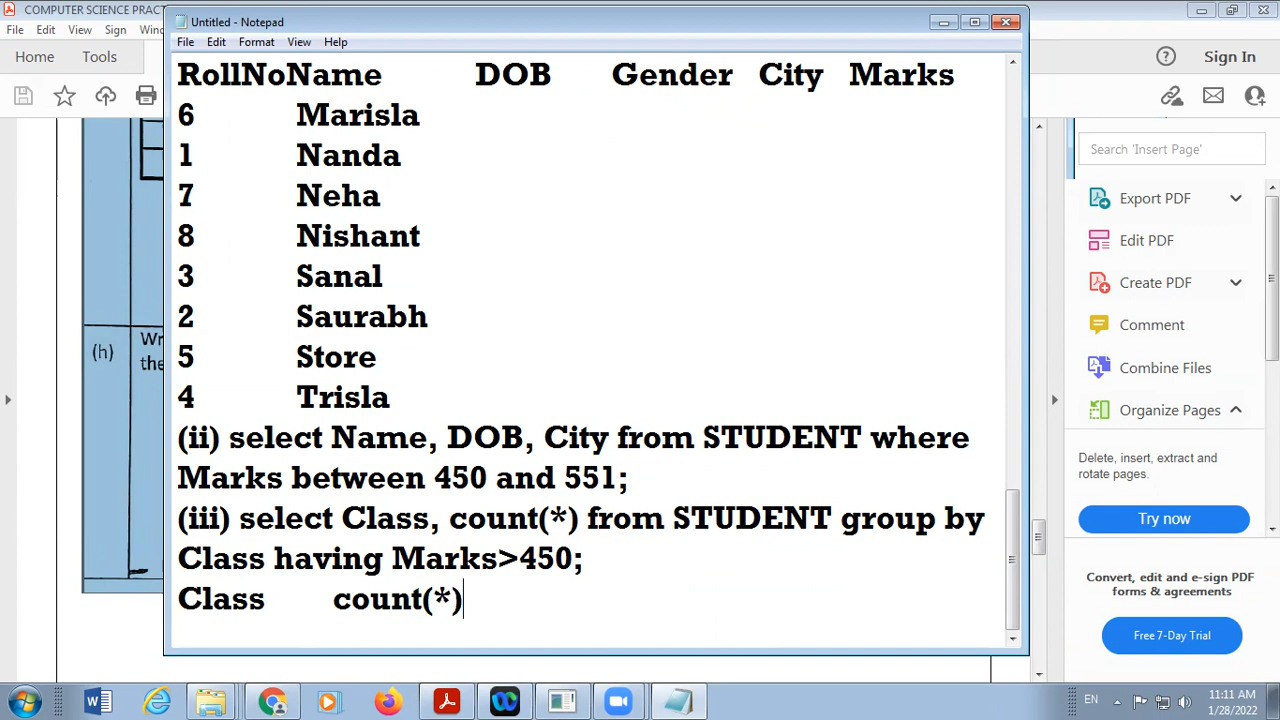 COMPUTER SCIENCE PRACT
File Edit View Sign Wind
Home Tools
Sign In
Untitled - Notepad
File Edit Format View Help
RollNoName DOB Gender City Marks
6 Marisla
1 Nanda
7 Neha
8 Nishant
3 Sanal
2 Saurabh
5 Store
4 Trisla
(ii) select Name, DOB, City from STUDENT where
Marks between 450 and 551;
(iii) select Class, count(*) from STUDENT group by
Class having Marks>450;
Class count(*)
(h) Wr
the
Search 'Insert Page'
Export PDF
Edit PDF
Create PDF
Comment
Combine Files
Organize Pages
Delete, insert, extract and
rotate pages.
Try now
Convert, edit and e-sign PDF
forms & agreements
Free 7-Day Trial
EN
11:11 AM
1/28/2022